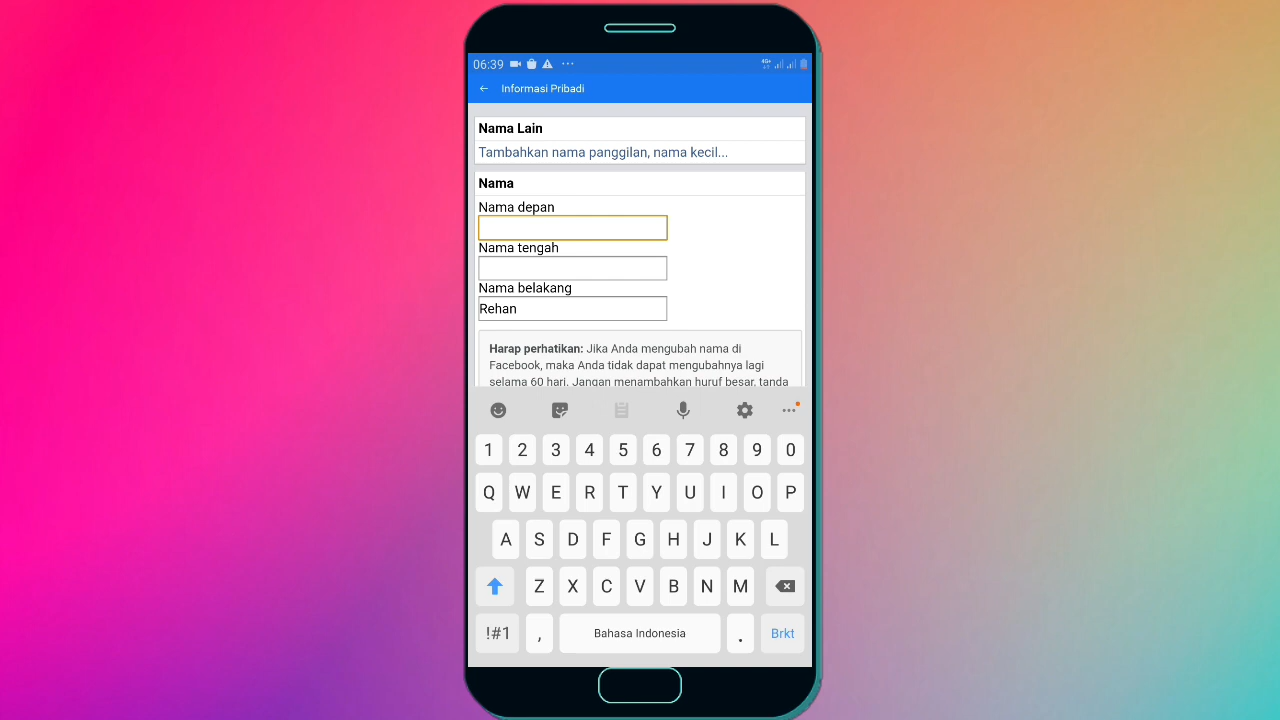 06:39
4G+
Informasi Pribadi
Nama Lain
Tambahkan nama panggilan, nama kecil...
Nama
Nama depan
Nama tengah
Nama belakang
Rehan
Harap perhatikan: Jika Anda mengubah nama di
Facebook, maka Anda tidak dapat mengubahnya lagi
selama 60 hari. Jangan menambahkan huruf besar, tanda
1 2 3 4 5 6 7 8 9 0
Q W E R T Y U I O P
A S D F G H J K L
Z X C V B N M
!#1 , Bahasa Indonesia . Brkt